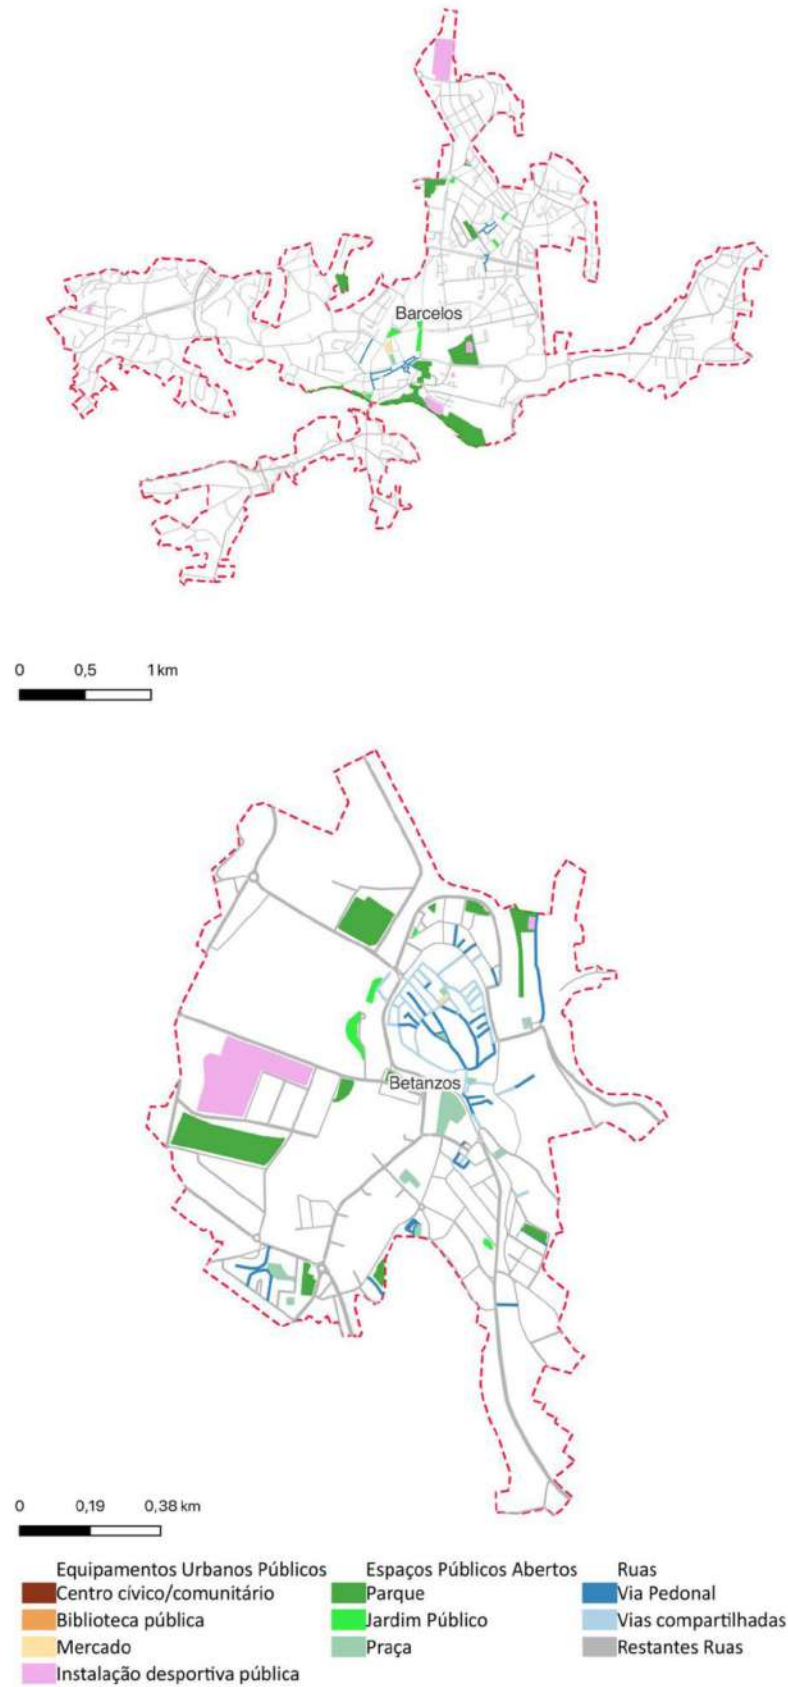 Barcelos
0 0,5 1 km
Betanzos
0 0,19 0,38 km
Equipamentos Urbanos Públicos Espaços Públicos Abertos Ruas
Centro cívico/comunitário Parque Via Pedonal
Biblioteca pública Jardim Público Vias compartilhadas
Mercado Praça Restantes Ruas
Instalação desportiva pública